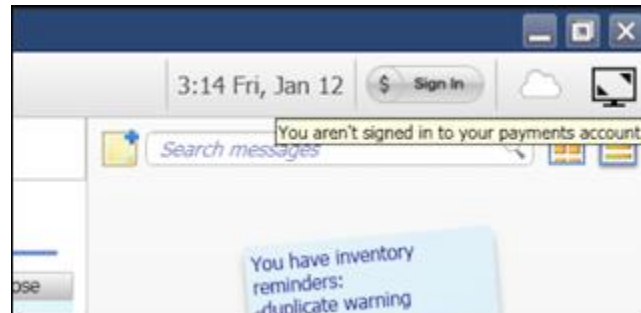 3:14 Fri, Jan 12
$ Sign In
You aren't signed in to your payments account
Search messages
You have inventory
reminders:
-duplicate warning
ose